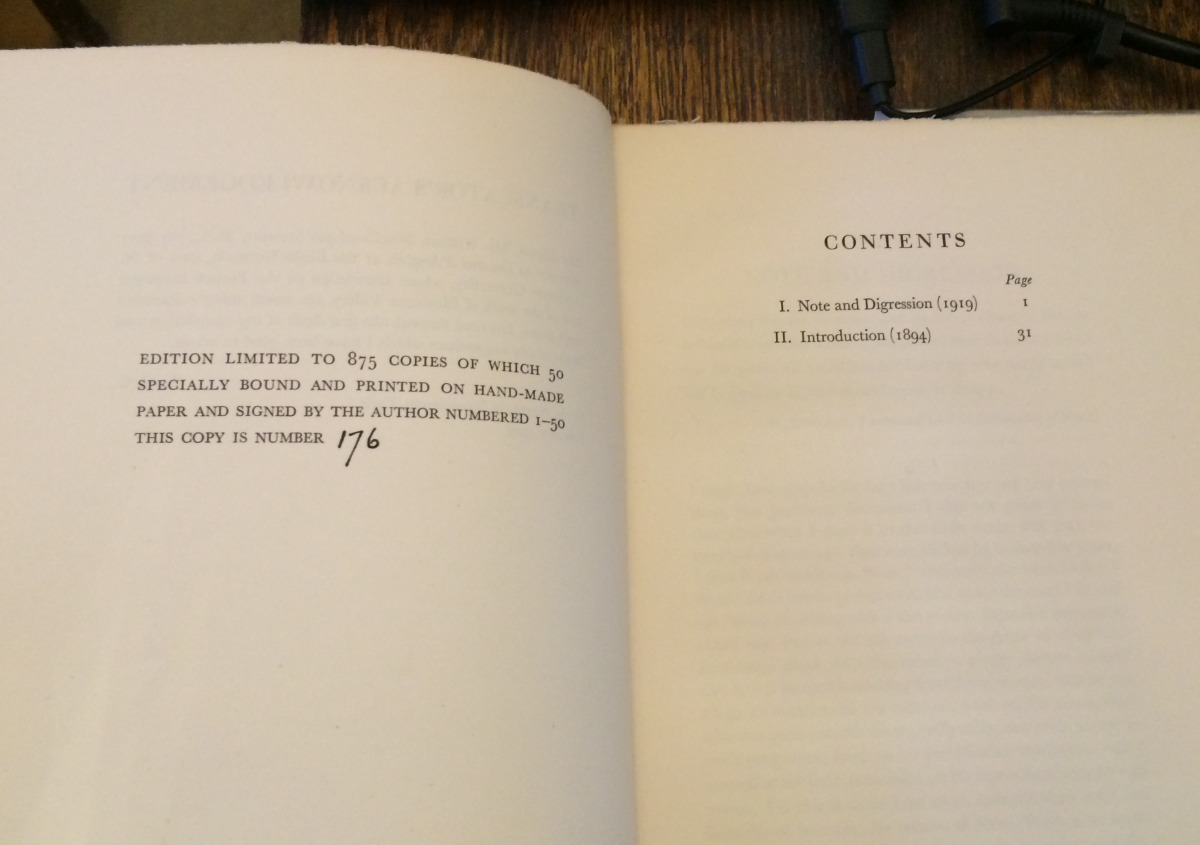 EDITION LIMITED TO 875 COPIES OF WHICH 50
SPECIALLY BOUND AND PRINTED ON HAND-MADE
PAPER AND SIGNED BY THE AUTHOR NUMBERED 1–50
THIS COPY IS NUMBER 176
CONTENTS
Page
I. Note and Digression (1919) 1
II. Introduction (1894) 31